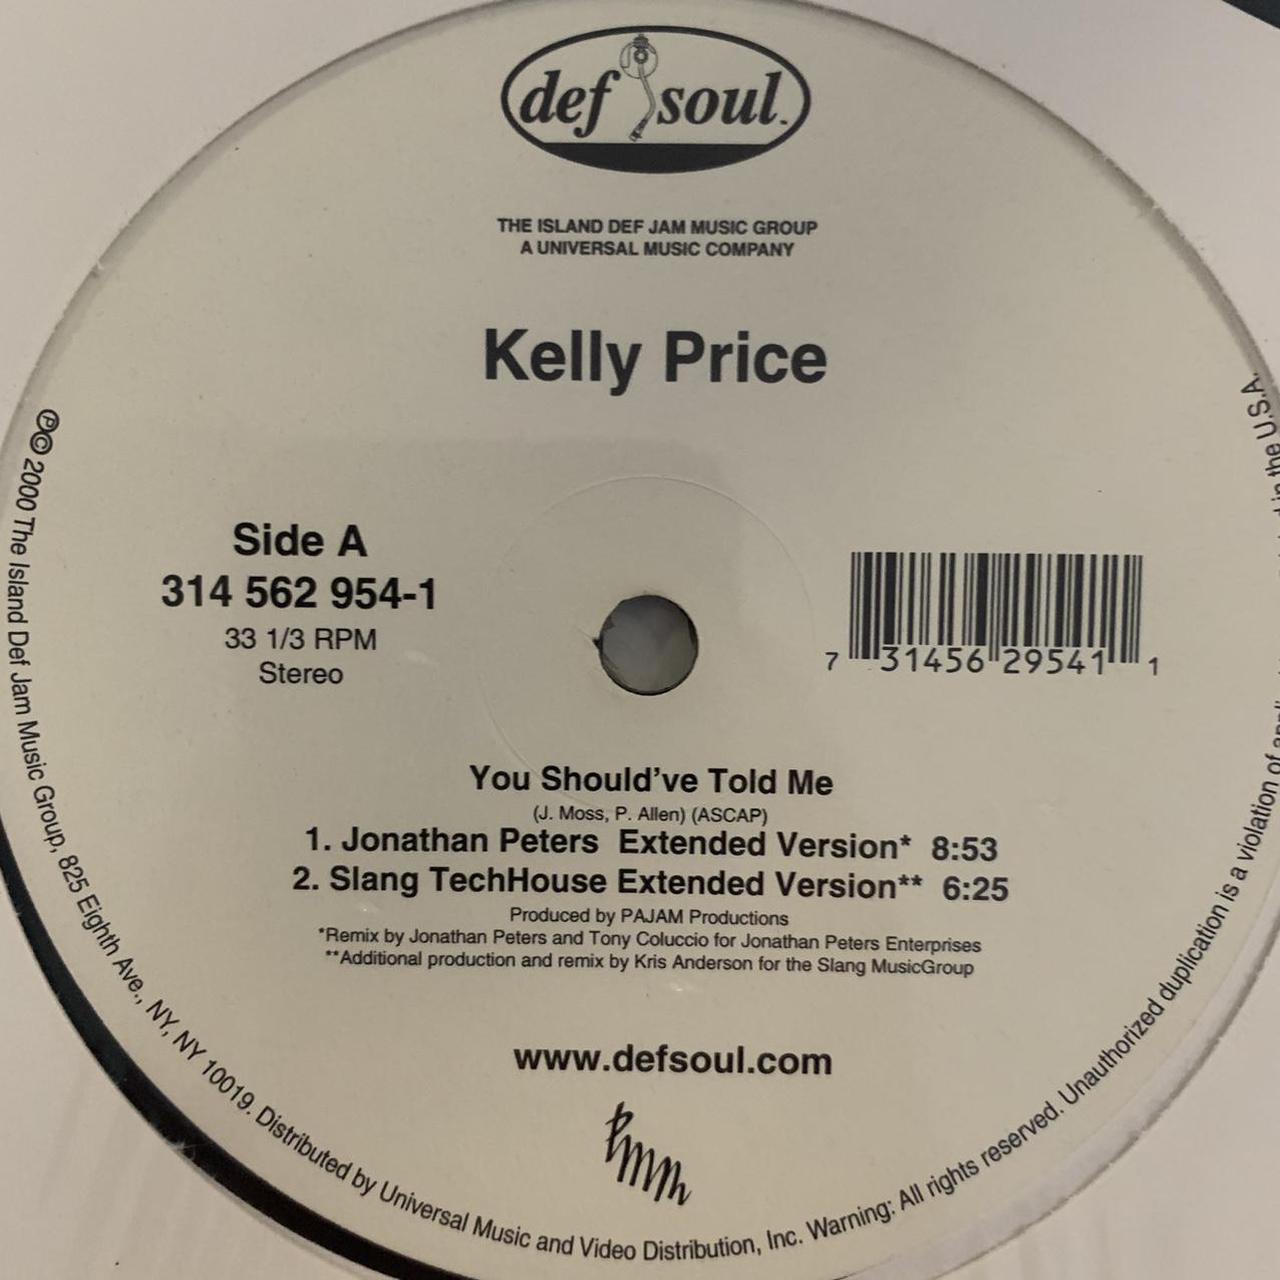 def soul.
THE ISLAND DEF JAM MUSIC GROUP
A UNIVERSAL MUSIC COMPANY
Kelly Price
Side A
314 562 954-1
33 1/3 RPM
Stereo
7 31456 29541 1
You Should've Told Me
(J. Moss, P. Allen) (ASCAP)
1. Jonathan Peters Extended Version* 8:53
2. Slang TechHouse Extended Version** 6:25
Produced by PAJAM Productions
*Remix by Jonathan Peters and Tony Coluccio for Jonathan Peters Enterprises
**Additional production and remix by Kris Anderson for the Slang MusicGroup
www.defsoul.com
℗© 2000 The Island Def Jam Music Group, 825 Eighth Ave., NY, NY 10019. Distributed by Universal Music and Video Distribution, Inc. Warning: All rights reserved. Unauthorized duplication is a violation of in the U.S.A.